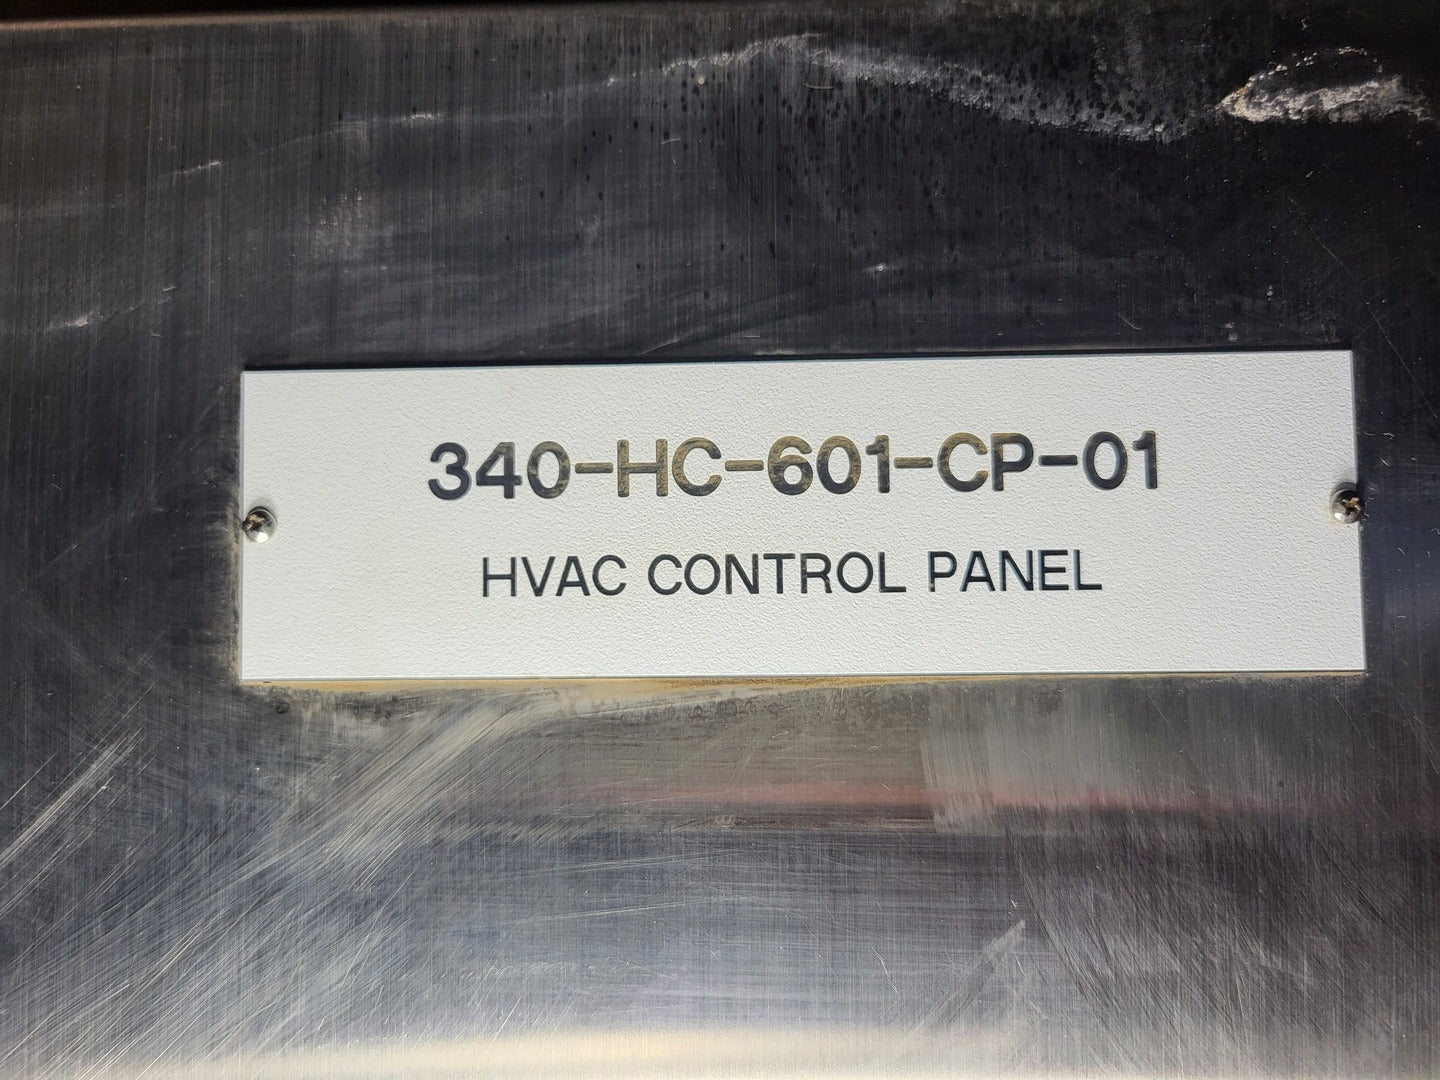 340-HC-601-CP-01
HVAC CONTROL PANEL